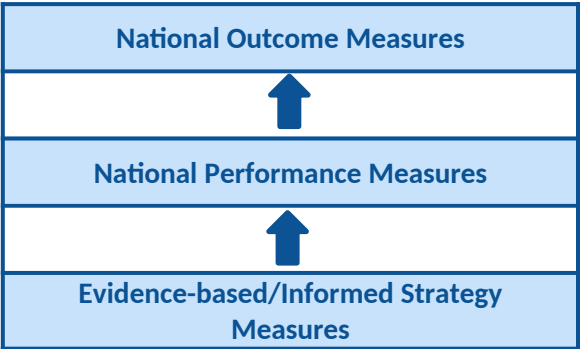 National Outcome Measures
National Performance Measures
Evidence-based/Informed Strategy
Measures